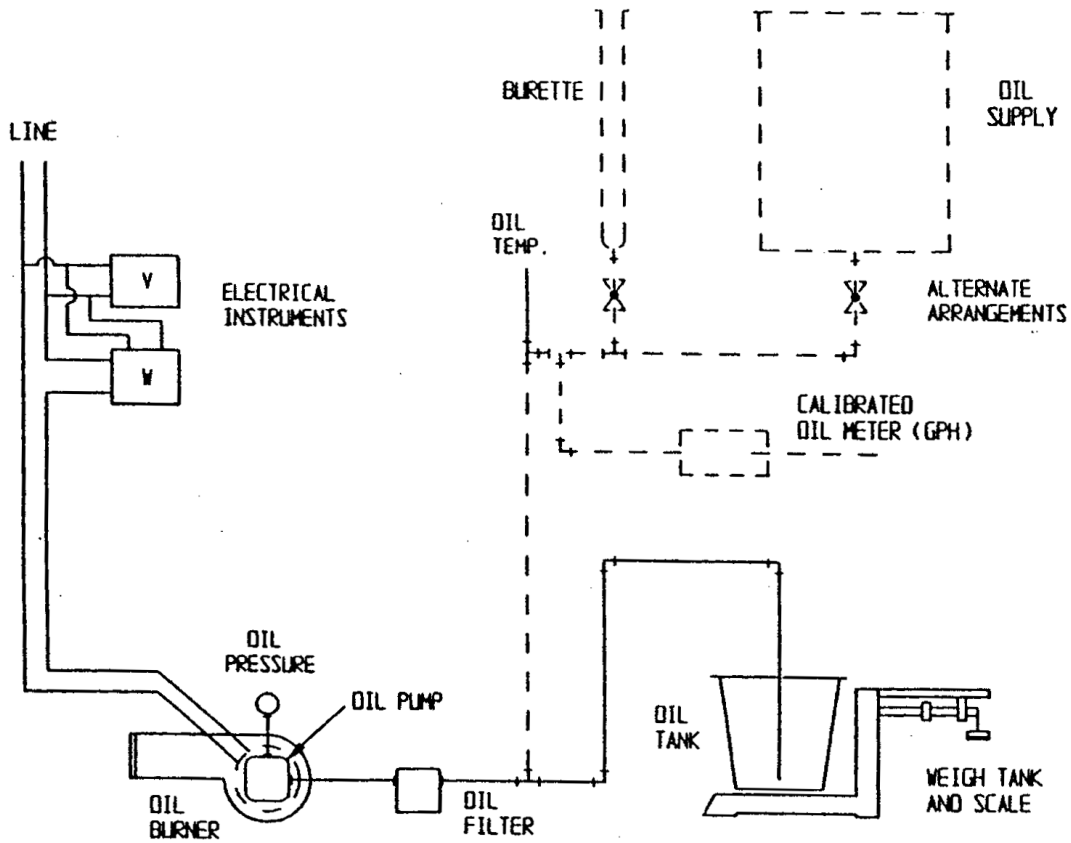 BURETTE
OIL
SUPPLY
LINE
OIL
TEMP.
V
ELECTRICAL
INSTRUMENTS
ALTERNATE
ARRANGEMENTS
W
CALIBRATED
OIL METER (GPH)
OIL
PRESSURE
OIL PUMP
OIL
TANK
OIL
BURNER
OIL
FILTER
WEIGH TANK
AND SCALE